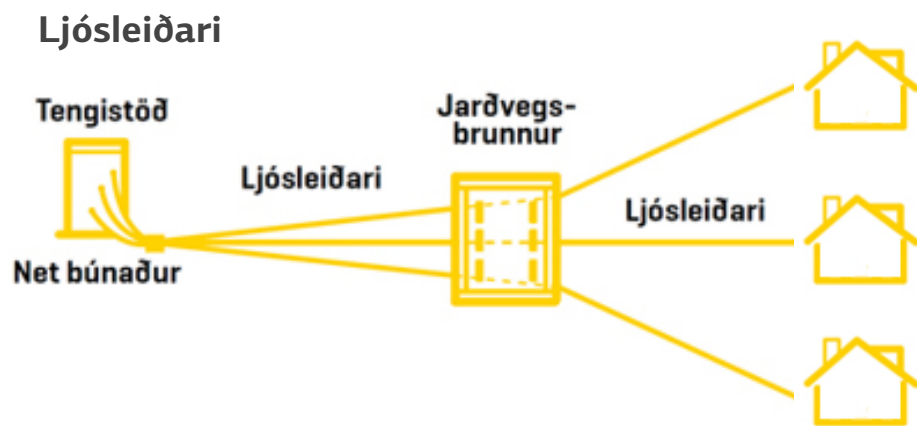 Ljósleiðari
Tengistöð
Jarðvegs-
brunnur
Ljósleiðari
Ljósleiðari
Net búnaður